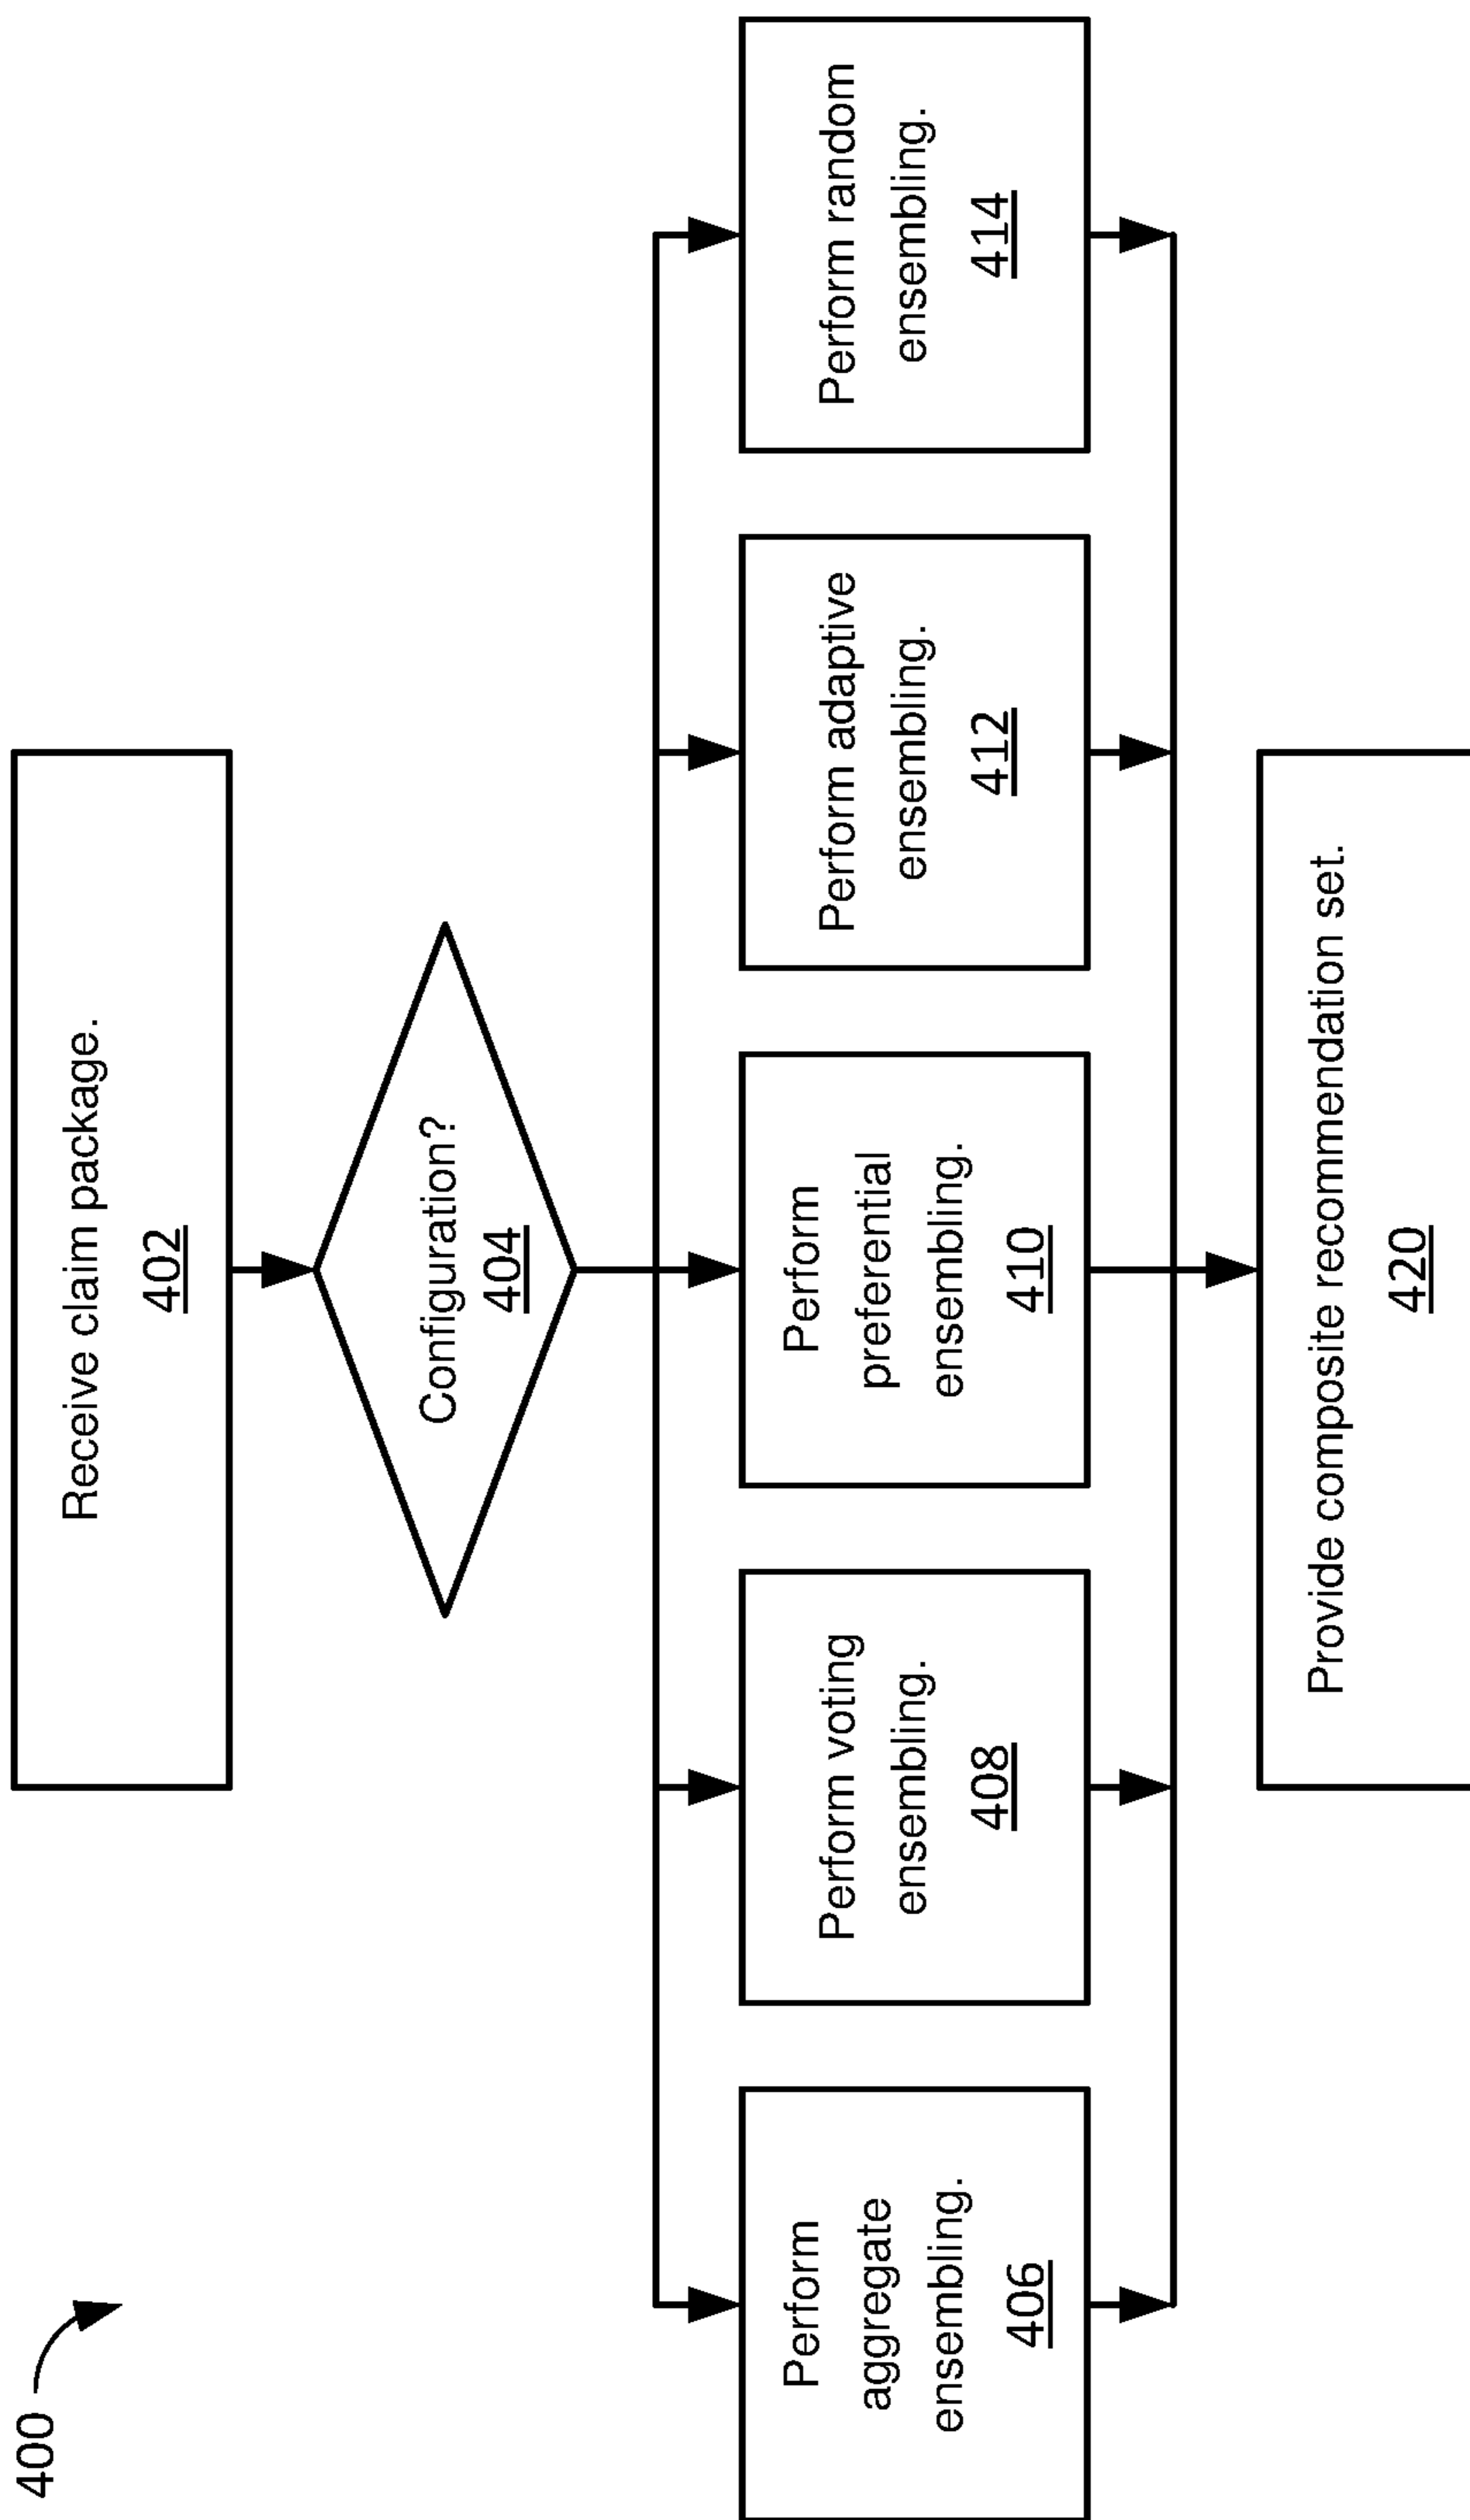 400
Receive claim package.
402
Configuration?
404
Perform
aggregate
ensembling.
406
Perform voting
ensembling.
408
Perform
preferential
ensembling.
410
Perform adaptive
ensembling.
412
Perform random
ensembling.
414
Provide composite recommendation set.
420